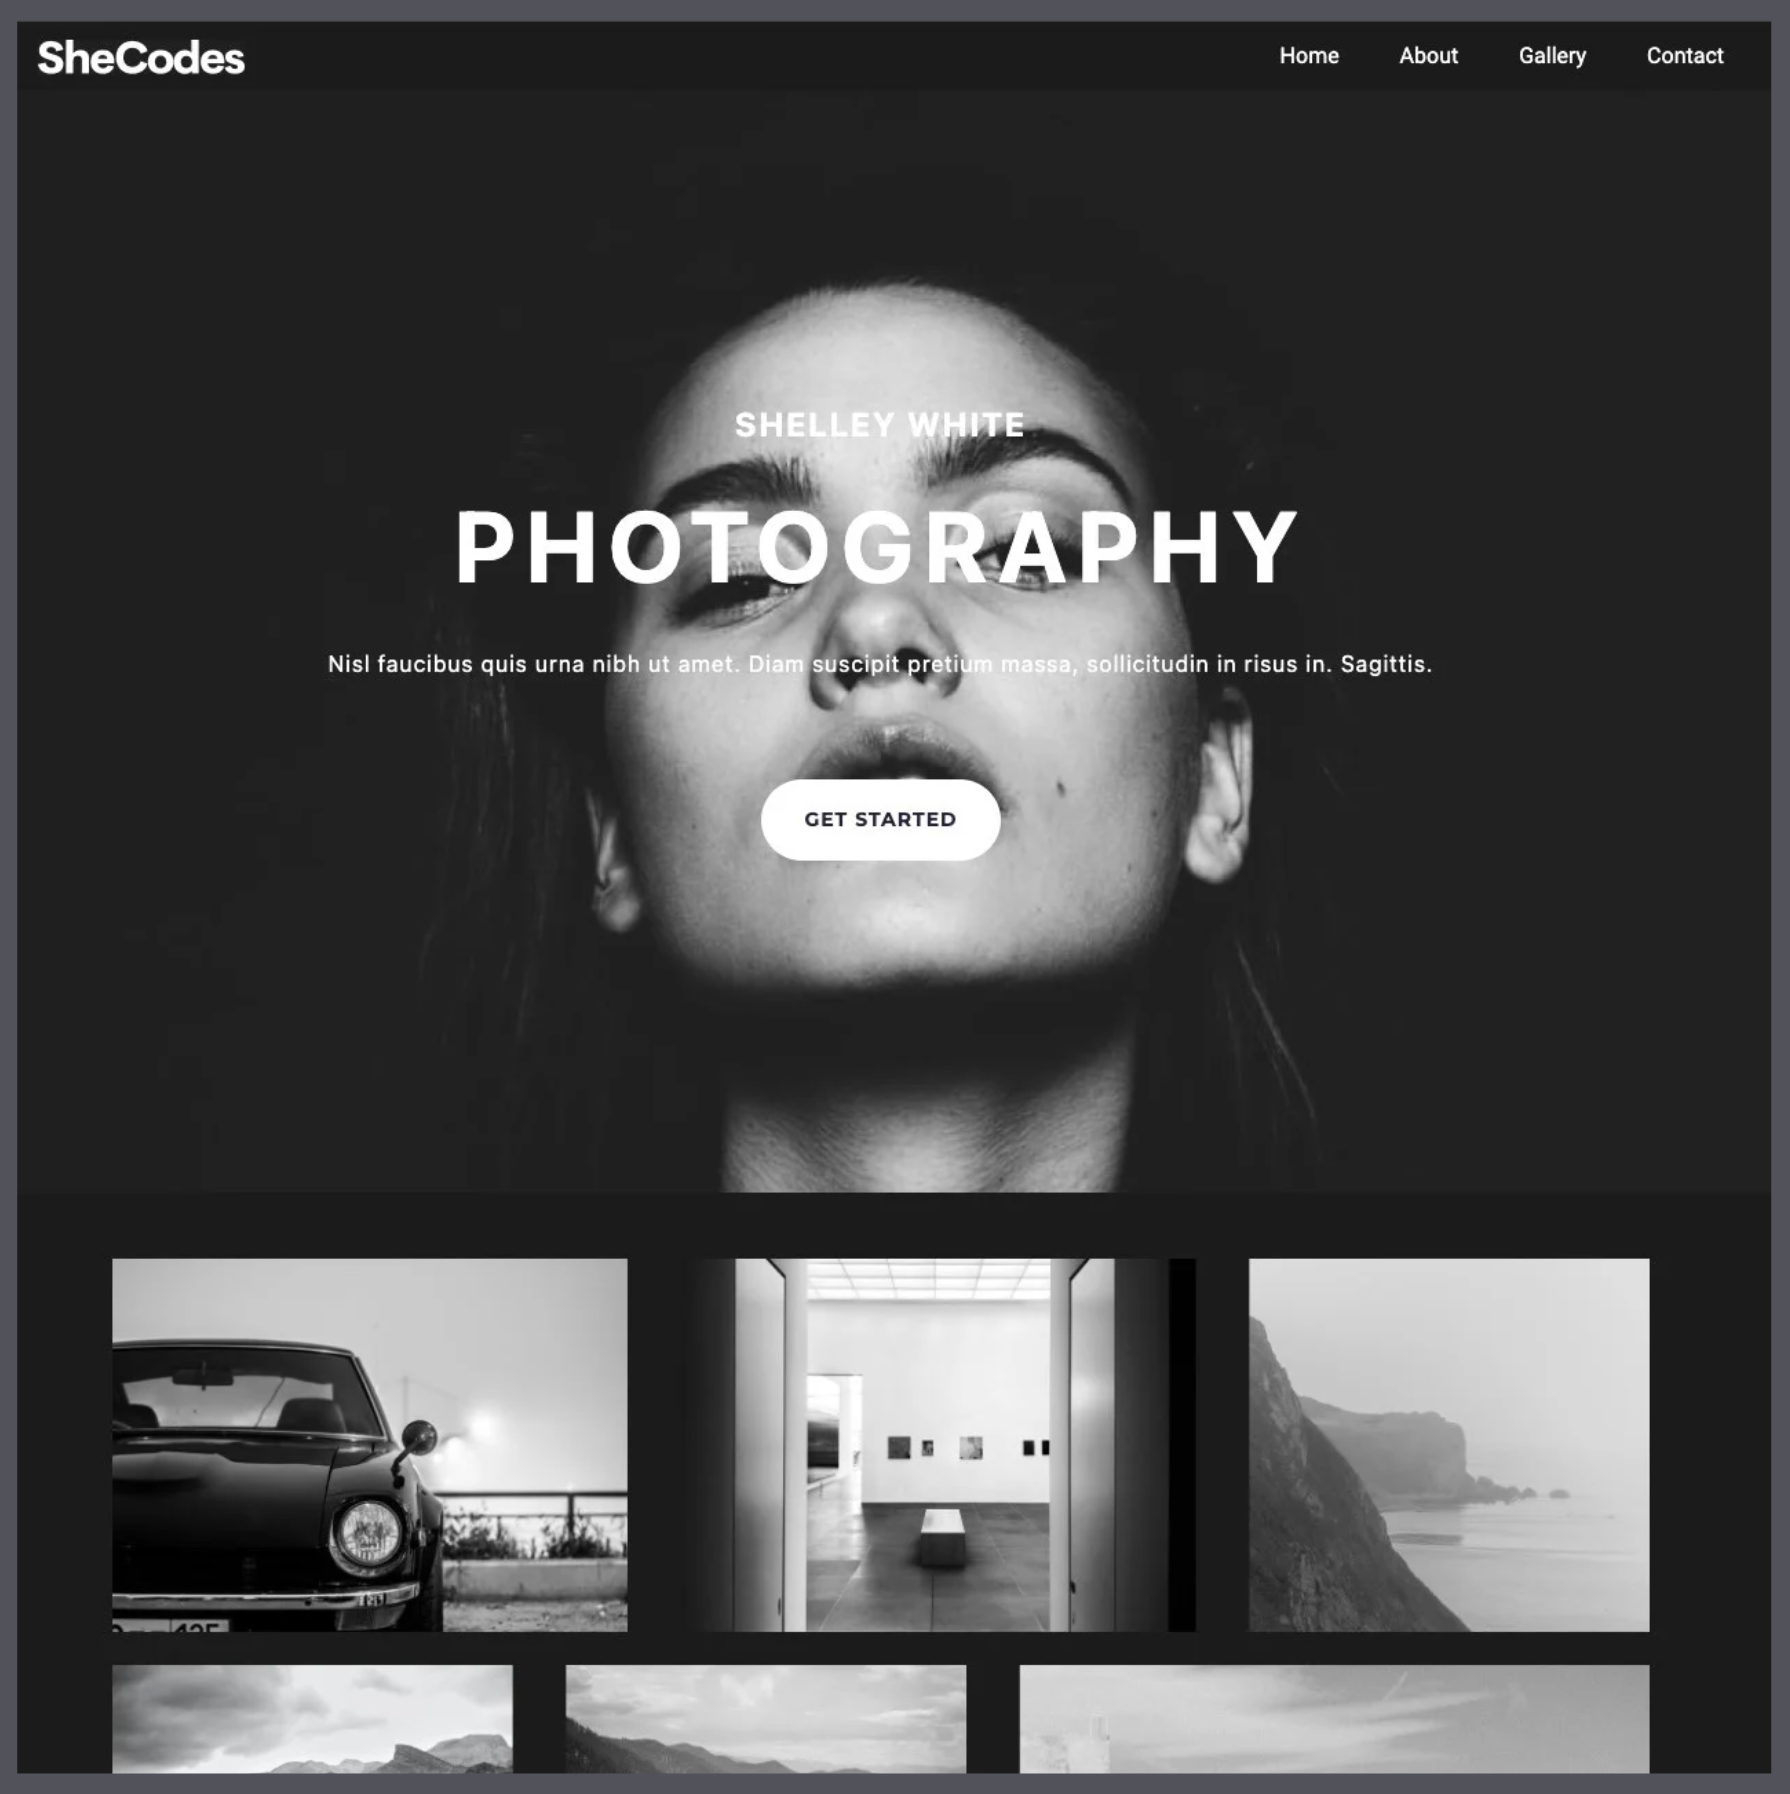 SheCodes
Home About Gallery Contact
SHELLEY WHITE
PHOTOGRAPHY
Nisl faucibus quis urna nibh ut amet. Diam suscipit pretium massa, sollicitudin in risus in. Sagittis.
GET STARTED